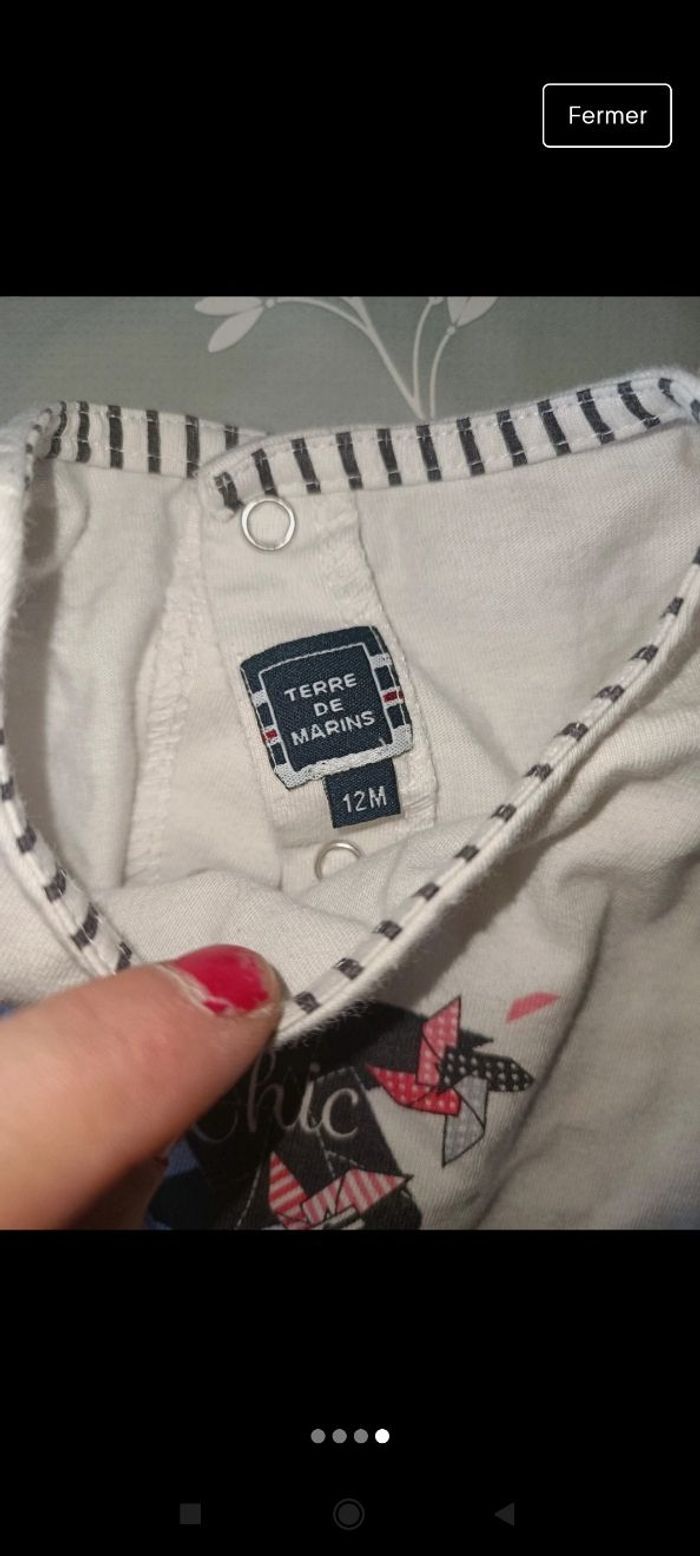 Fermer
TERRE
DE
MARINS
12M
Chic